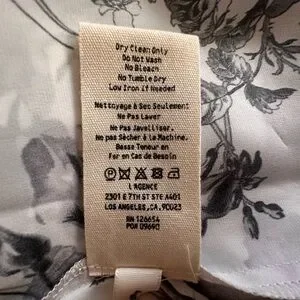 Dry Clean Only
Do Not Wash
No Bleach
No Tumble Dry
Low Iron if Needed
Nettoyage à Sec Seulement
Ne Pas Laver
Ne Pas Javelliser.
Ne Pas Sécher à la Machine.
Basse Teneur en
Fer en Cas de Besoin
L'AGENCE
2301 E 7TH ST STE A401
LOS ANGELES, CA. 90023
RN 126654
PO# 09690